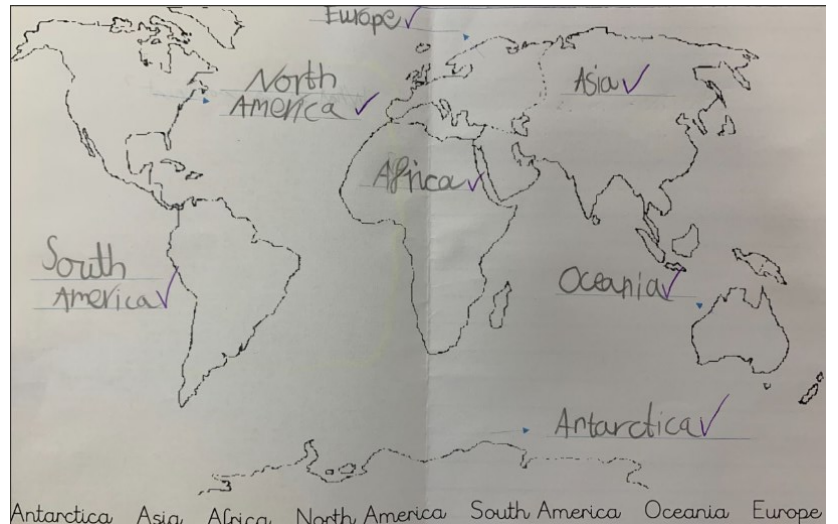 Europe
North
America
Asia
Africa
South
America
Oceania
Antarctica
Antarctica Asia Africa North America South America Oceania Europe